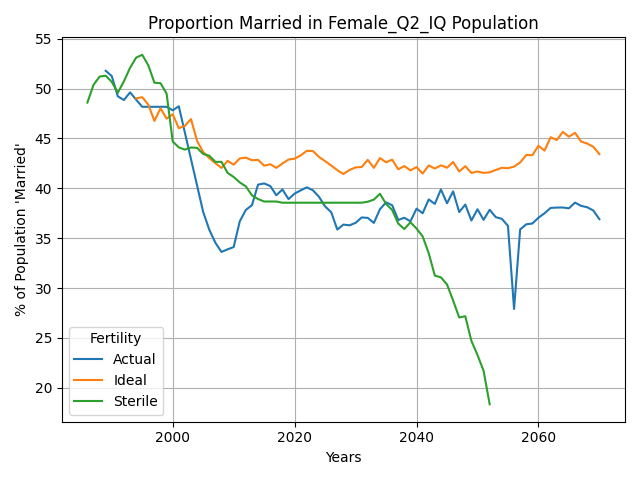 Proportion Married in Female_Q2_IQ Population
% of Population 'Married'
55
50
45
40
35
30
25
20
Fertility
Actual
Ideal
Sterile
2000 2020 2040 2060
Years